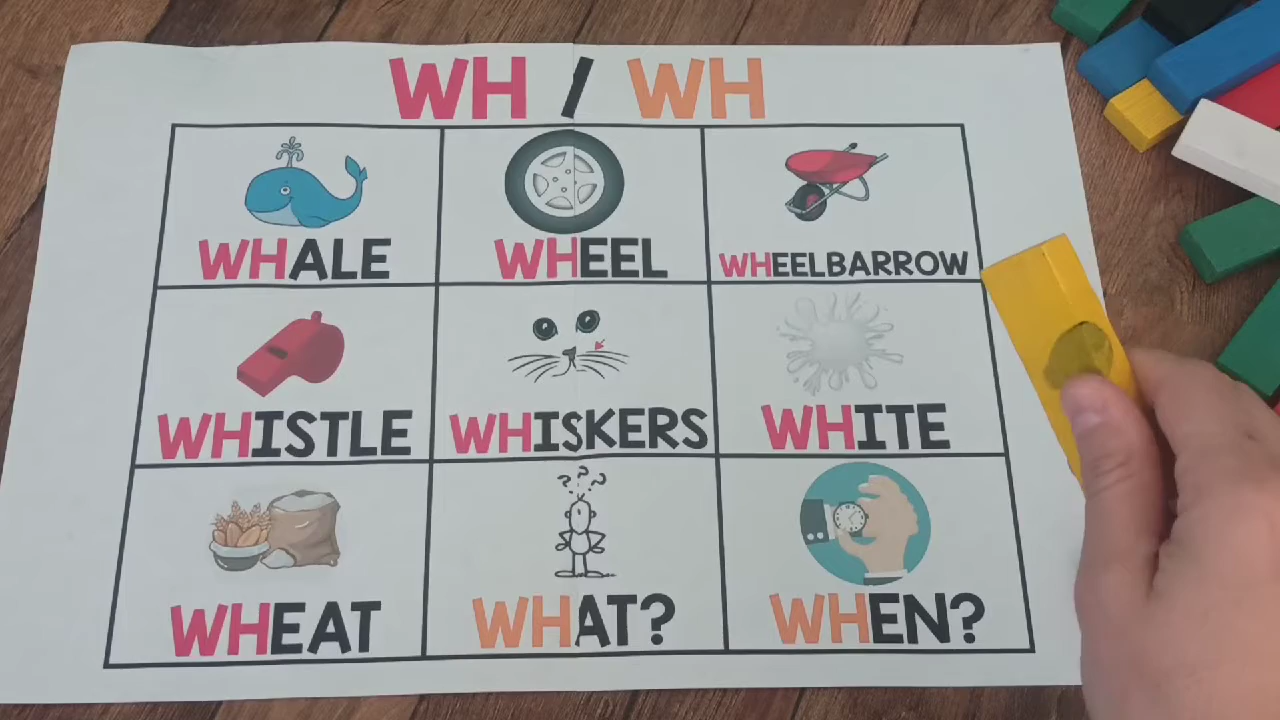 WH / WH
WHALE
WHEEL
WHEELBARROW
WHISTLE
WHISKERS
WHITE
WHEAT
? ? ?
WHAT?
WHEN?